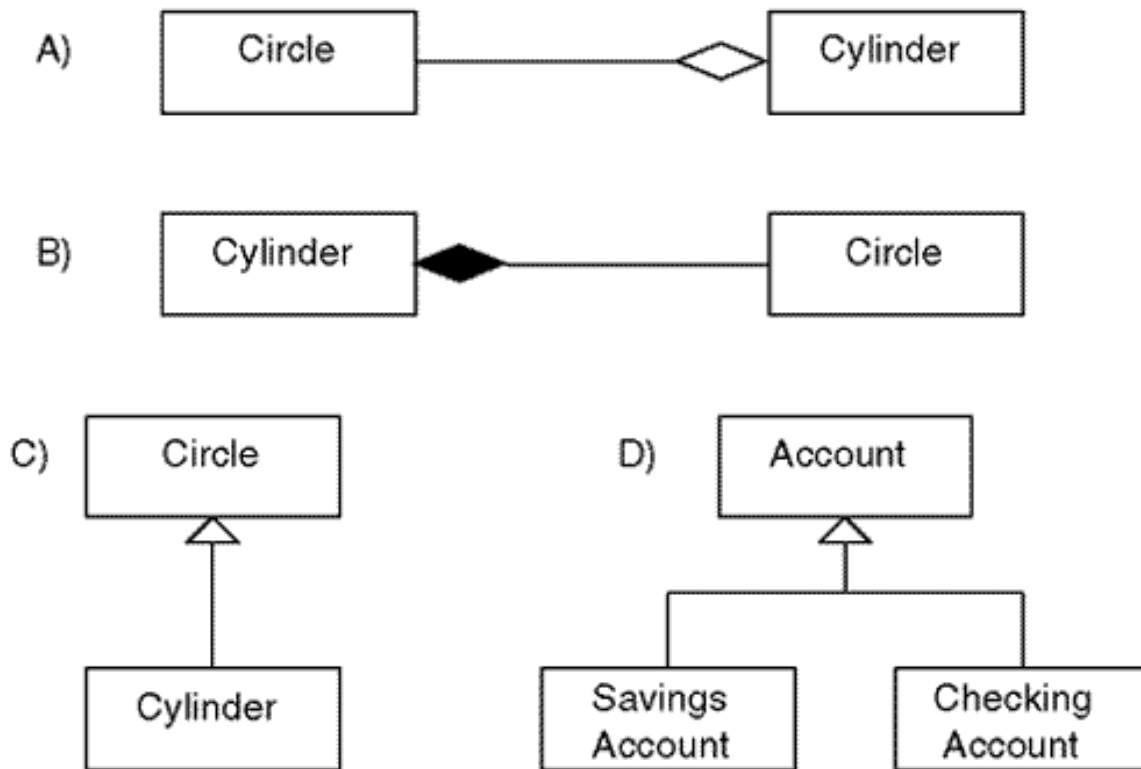 A)
Circle
Cylinder
B)
Cylinder
Circle
C)
Circle
Cylinder
D)
Account
Savings
Account
Checking
Account